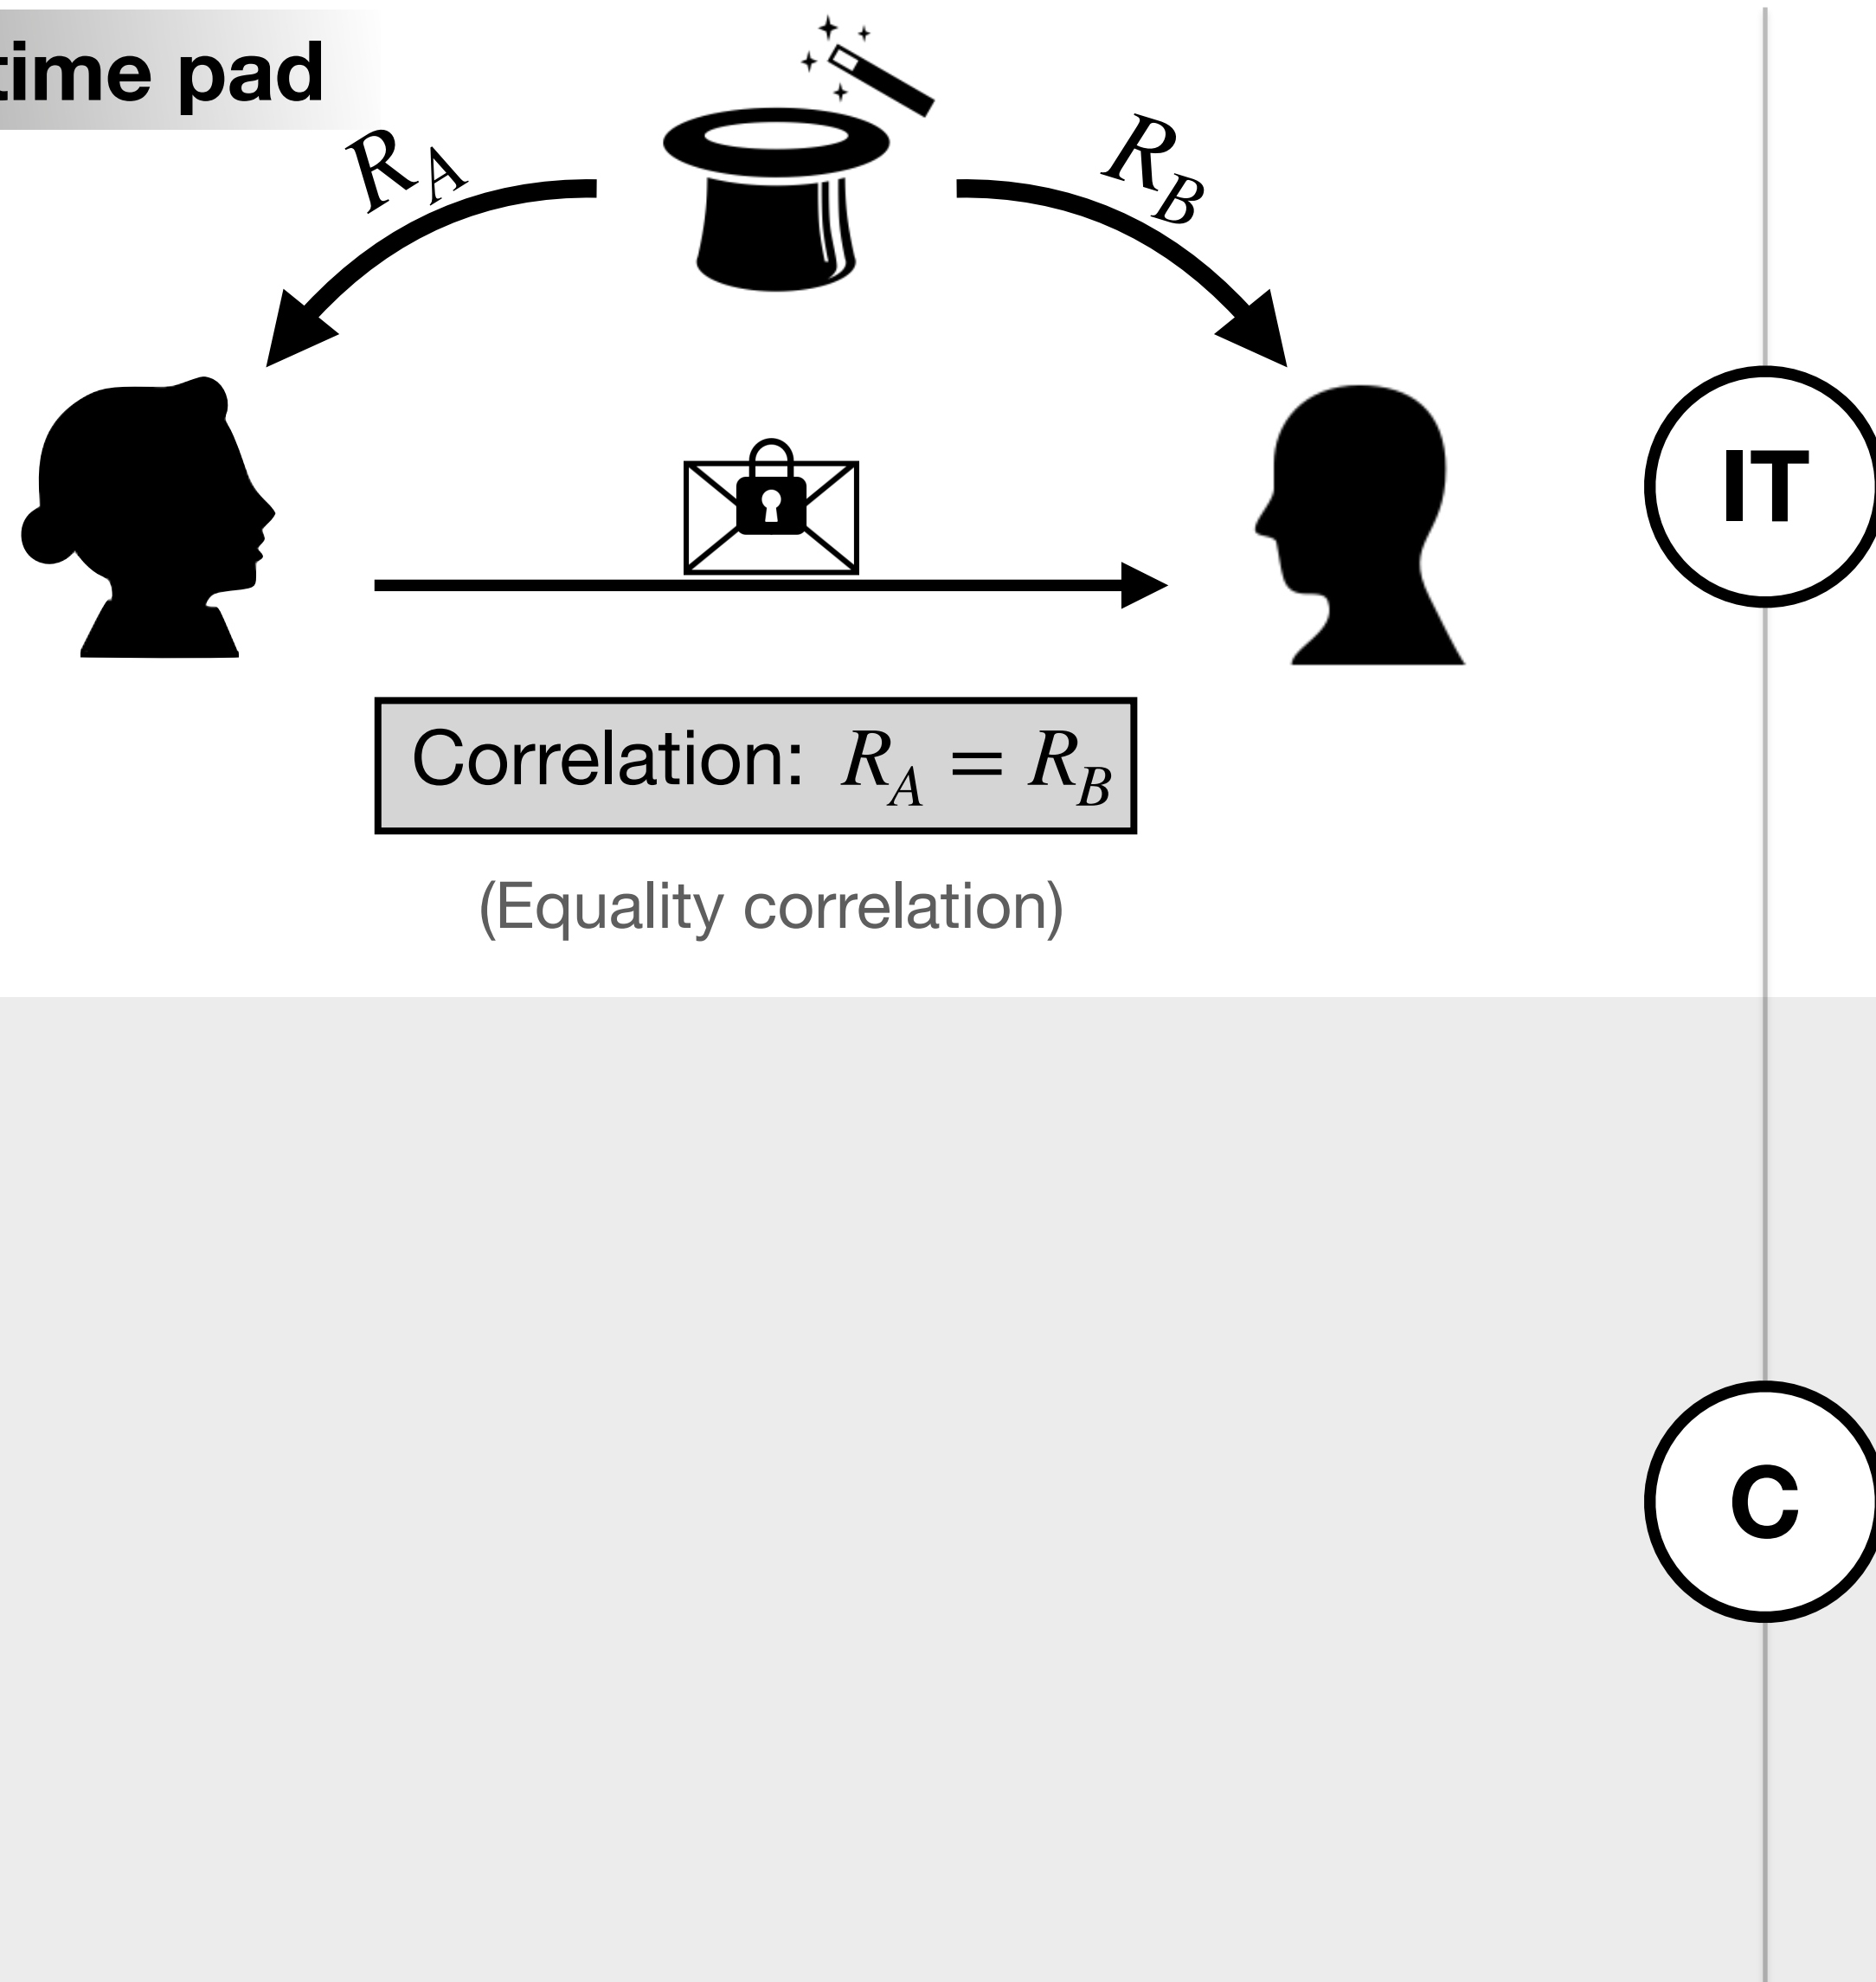 time pad
R_A
R_B
IT
Correlation: R_A = R_B
(Equality correlation)
C